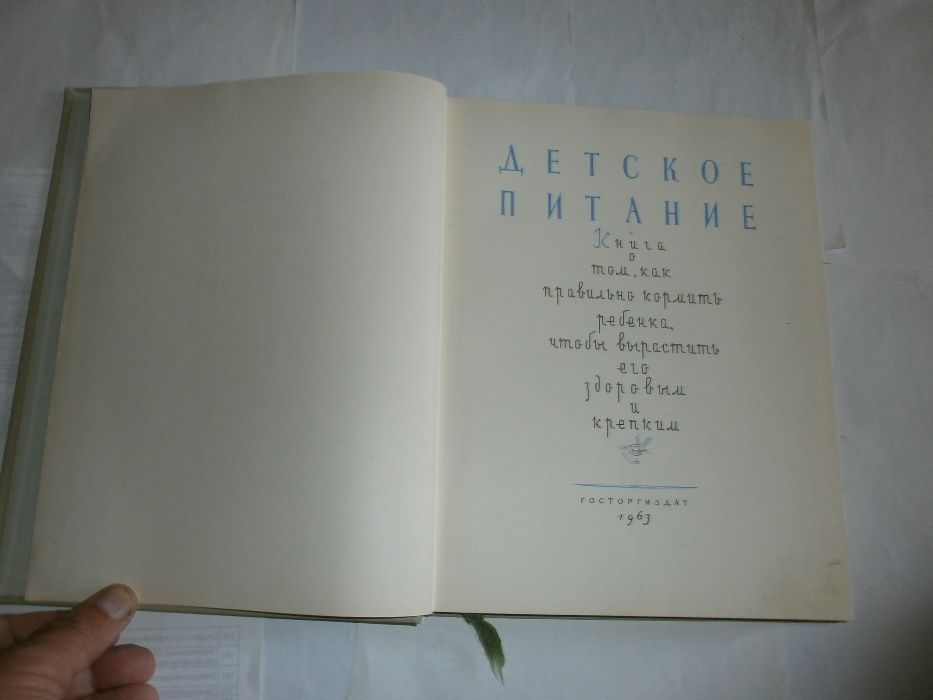 ДЕТСКОЕ
ПИТАНИЕ
Книга
о
том, как
правильно кормить
ребенка,
чтобы вырастить
его
здоровым
и
крепким
ГОСТОРГИЗДАТ
1963